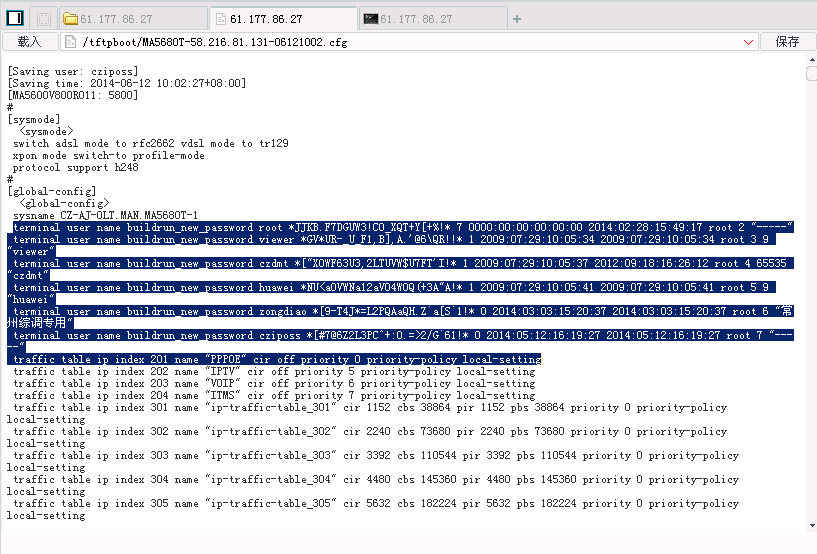 61.177.86.27
61.177.86.27
61.177.86.27
载入
/tftpboot/MA5680T-58.216.81.131-06121002.cfg
保存
[Saving user: cziposs]
[Saving time: 2014-06-12 10:02:27+08:00]
[MA5600V800R011: 5800]
#
[sysmode]
<sysmode>
switch adsl mode to rfc2662 vdsl mode to tr129
xpon mode switch-to profile-mode
protocol support h248
#
[global-config]
<global-config>
sysname CZ-AJ-OLT.MAN.MA5680T-1
terminal user name buildrun_new_password root *JJKB.F7DGUW3!CO_XQT+Y[+%!* 7 0000:00:00:00:00:00 2014:02:28:15:49:17 root 2 "-----"
terminal user name buildrun_new_password viewer *GV*UR-_U_F1,B],A.'@6\QR!!* 1 2009:07:29:10:05:34 2009:07:29:10:05:34 root 3 9
"viewer"
terminal user name buildrun_new_password czdmt *["XOWF63U3,2LTUVW$U7FT´I!* 1 2009:07:29:10:05:37 2012:09:18:16:26:12 root 4 65535
"czdmt"
terminal user name buildrun_new_password huawei *NU<aOVWNa12aVO4WOQ(+3A"A!* 1 2009:07:29:10:05:41 2009:07:29:10:05:41 root 5 9
"huawei"
terminal user name buildrun_new_password zongdiao *[9-T4J*=L2PQAaQH.Z`a[S`1!* 0 2014:03:03:15:20:37 2014:03:03:15:20:37 root 6 "常
州综调专用"
terminal user name buildrun_new_password cziposs *[#7@6Z2L3PC^+:O.=>2/G`61!* 0 2014:05:12:16:19:27 2014:05:12:16:19:27 root 7 "---
--"
traffic table ip index 201 name "PPPOE" cir off priority 0 priority-policy local-setting
traffic table ip index 202 name "IPTV" cir off priority 5 priority-policy local-setting
traffic table ip index 203 name "VOIP" cir off priority 6 priority-policy local-setting
traffic table ip index 204 name "ITMS" cir off priority 7 priority-policy local-setting
traffic table ip index 301 name "ip-traffic-table_301" cir 1152 cbs 38864 pir 1152 pbs 38864 priority 0 priority-policy
local-setting
traffic table ip index 302 name "ip-traffic-table_302" cir 2240 cbs 73680 pir 2240 pbs 73680 priority 0 priority-policy
local-setting
traffic table ip index 303 name "ip-traffic-table_303" cir 3392 cbs 110544 pir 3392 pbs 110544 priority 0 priority-policy
local-setting
traffic table ip index 304 name "ip-traffic-table_304" cir 4480 cbs 145360 pir 4480 pbs 145360 priority 0 priority-policy
local-setting
traffic table ip index 305 name "ip-traffic-table_305" cir 5632 cbs 182224 pir 5632 pbs 182224 priority 0 priority-policy
local-setting